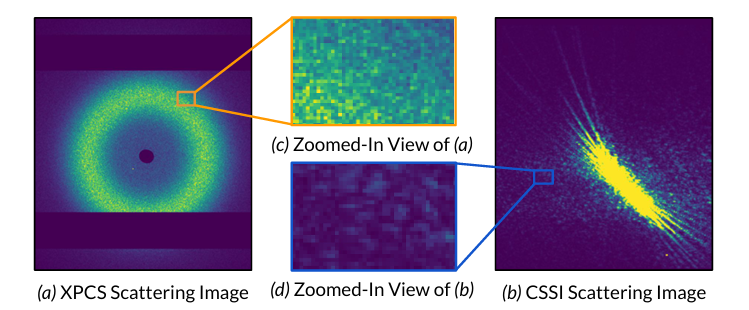 (c) Zoomed-In View of (a)
(a) XPCS Scattering Image
(d) Zoomed-In View of (b)
(b) CSSI Scattering Image